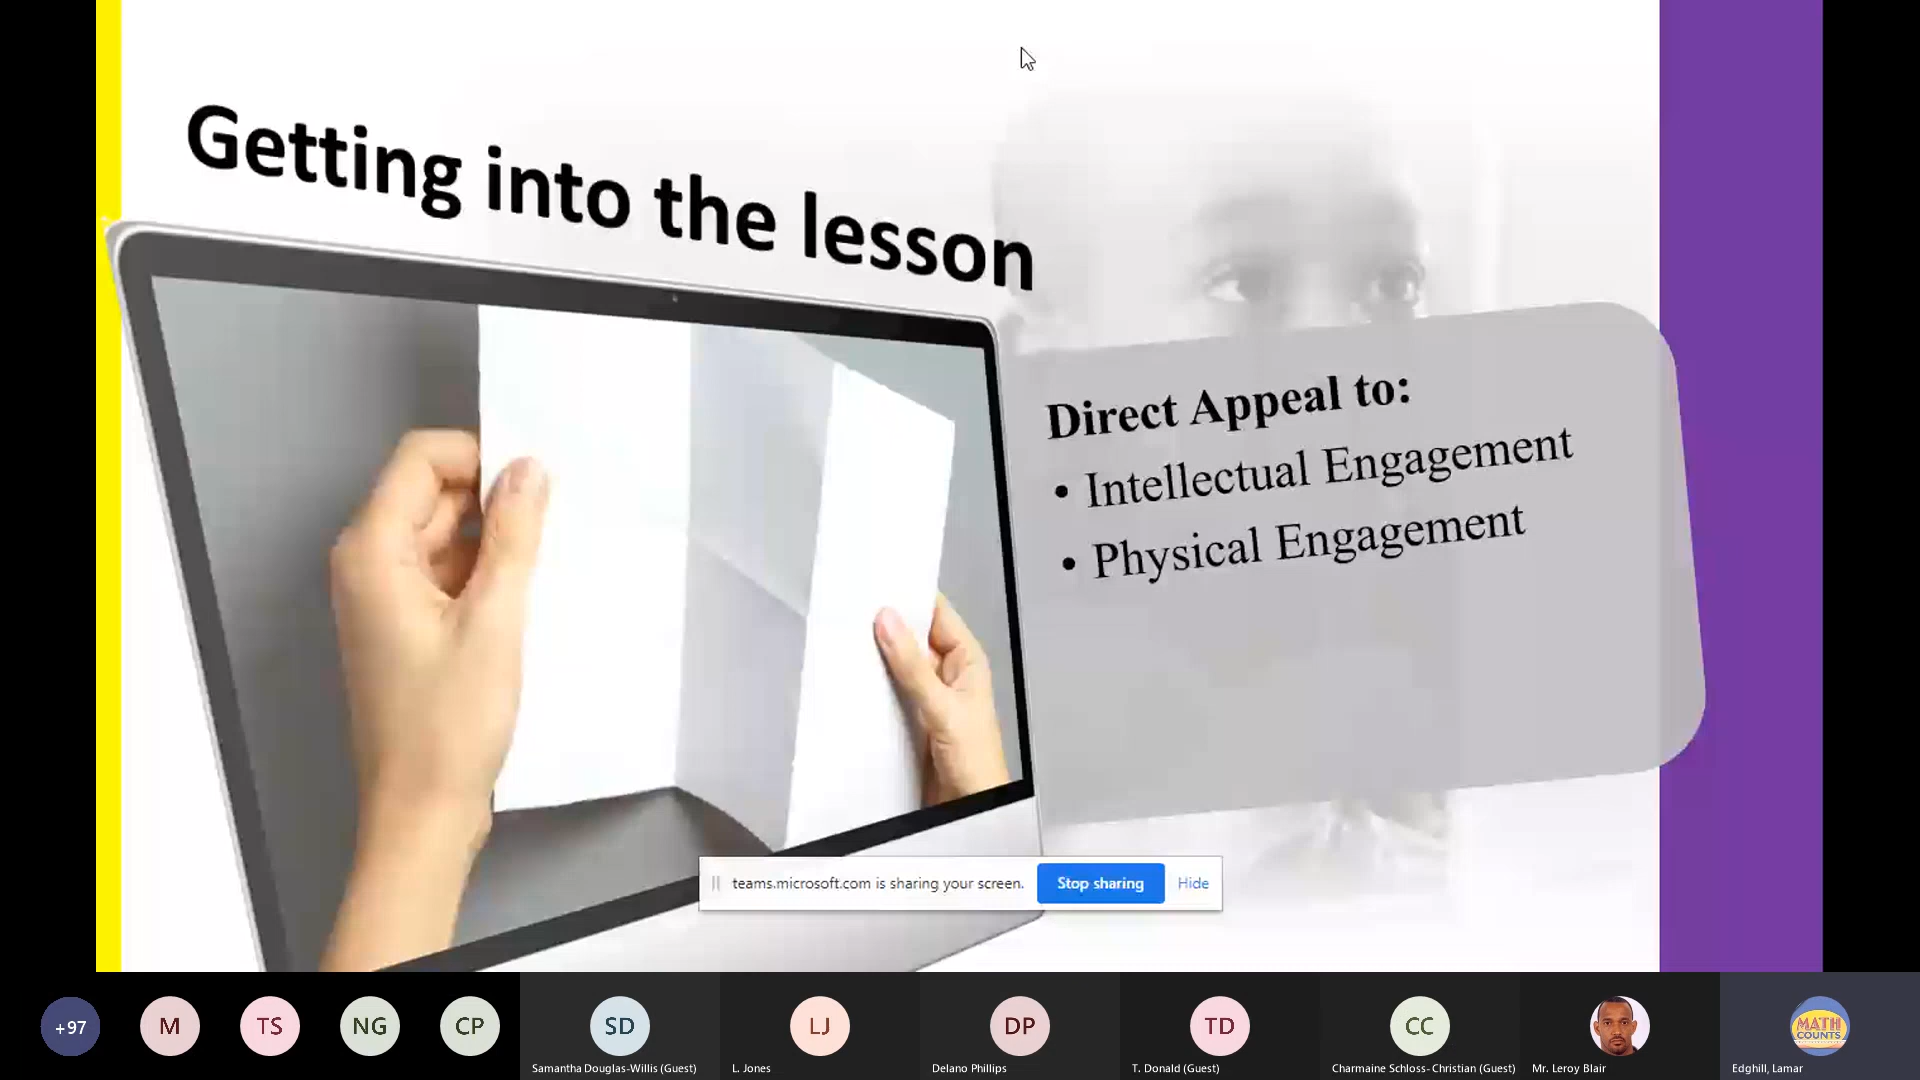 Getting into the lesson
Direct Appeal to:
• Intellectual Engagement
• Physical Engagement
teams.microsoft.com is sharing your screen.
Stop sharing
Hide
+97
M
TS
NG
CP
SD
LJ
DP
TD
CC
MATH
COUNTS
Samantha Douglas-Willis (Guest)
L. Jones
Delano Phillips
T. Donald (Guest)
Charmaine Schloss- Christian (Guest)
Mr. Leroy Blair
Edghill, Lamar